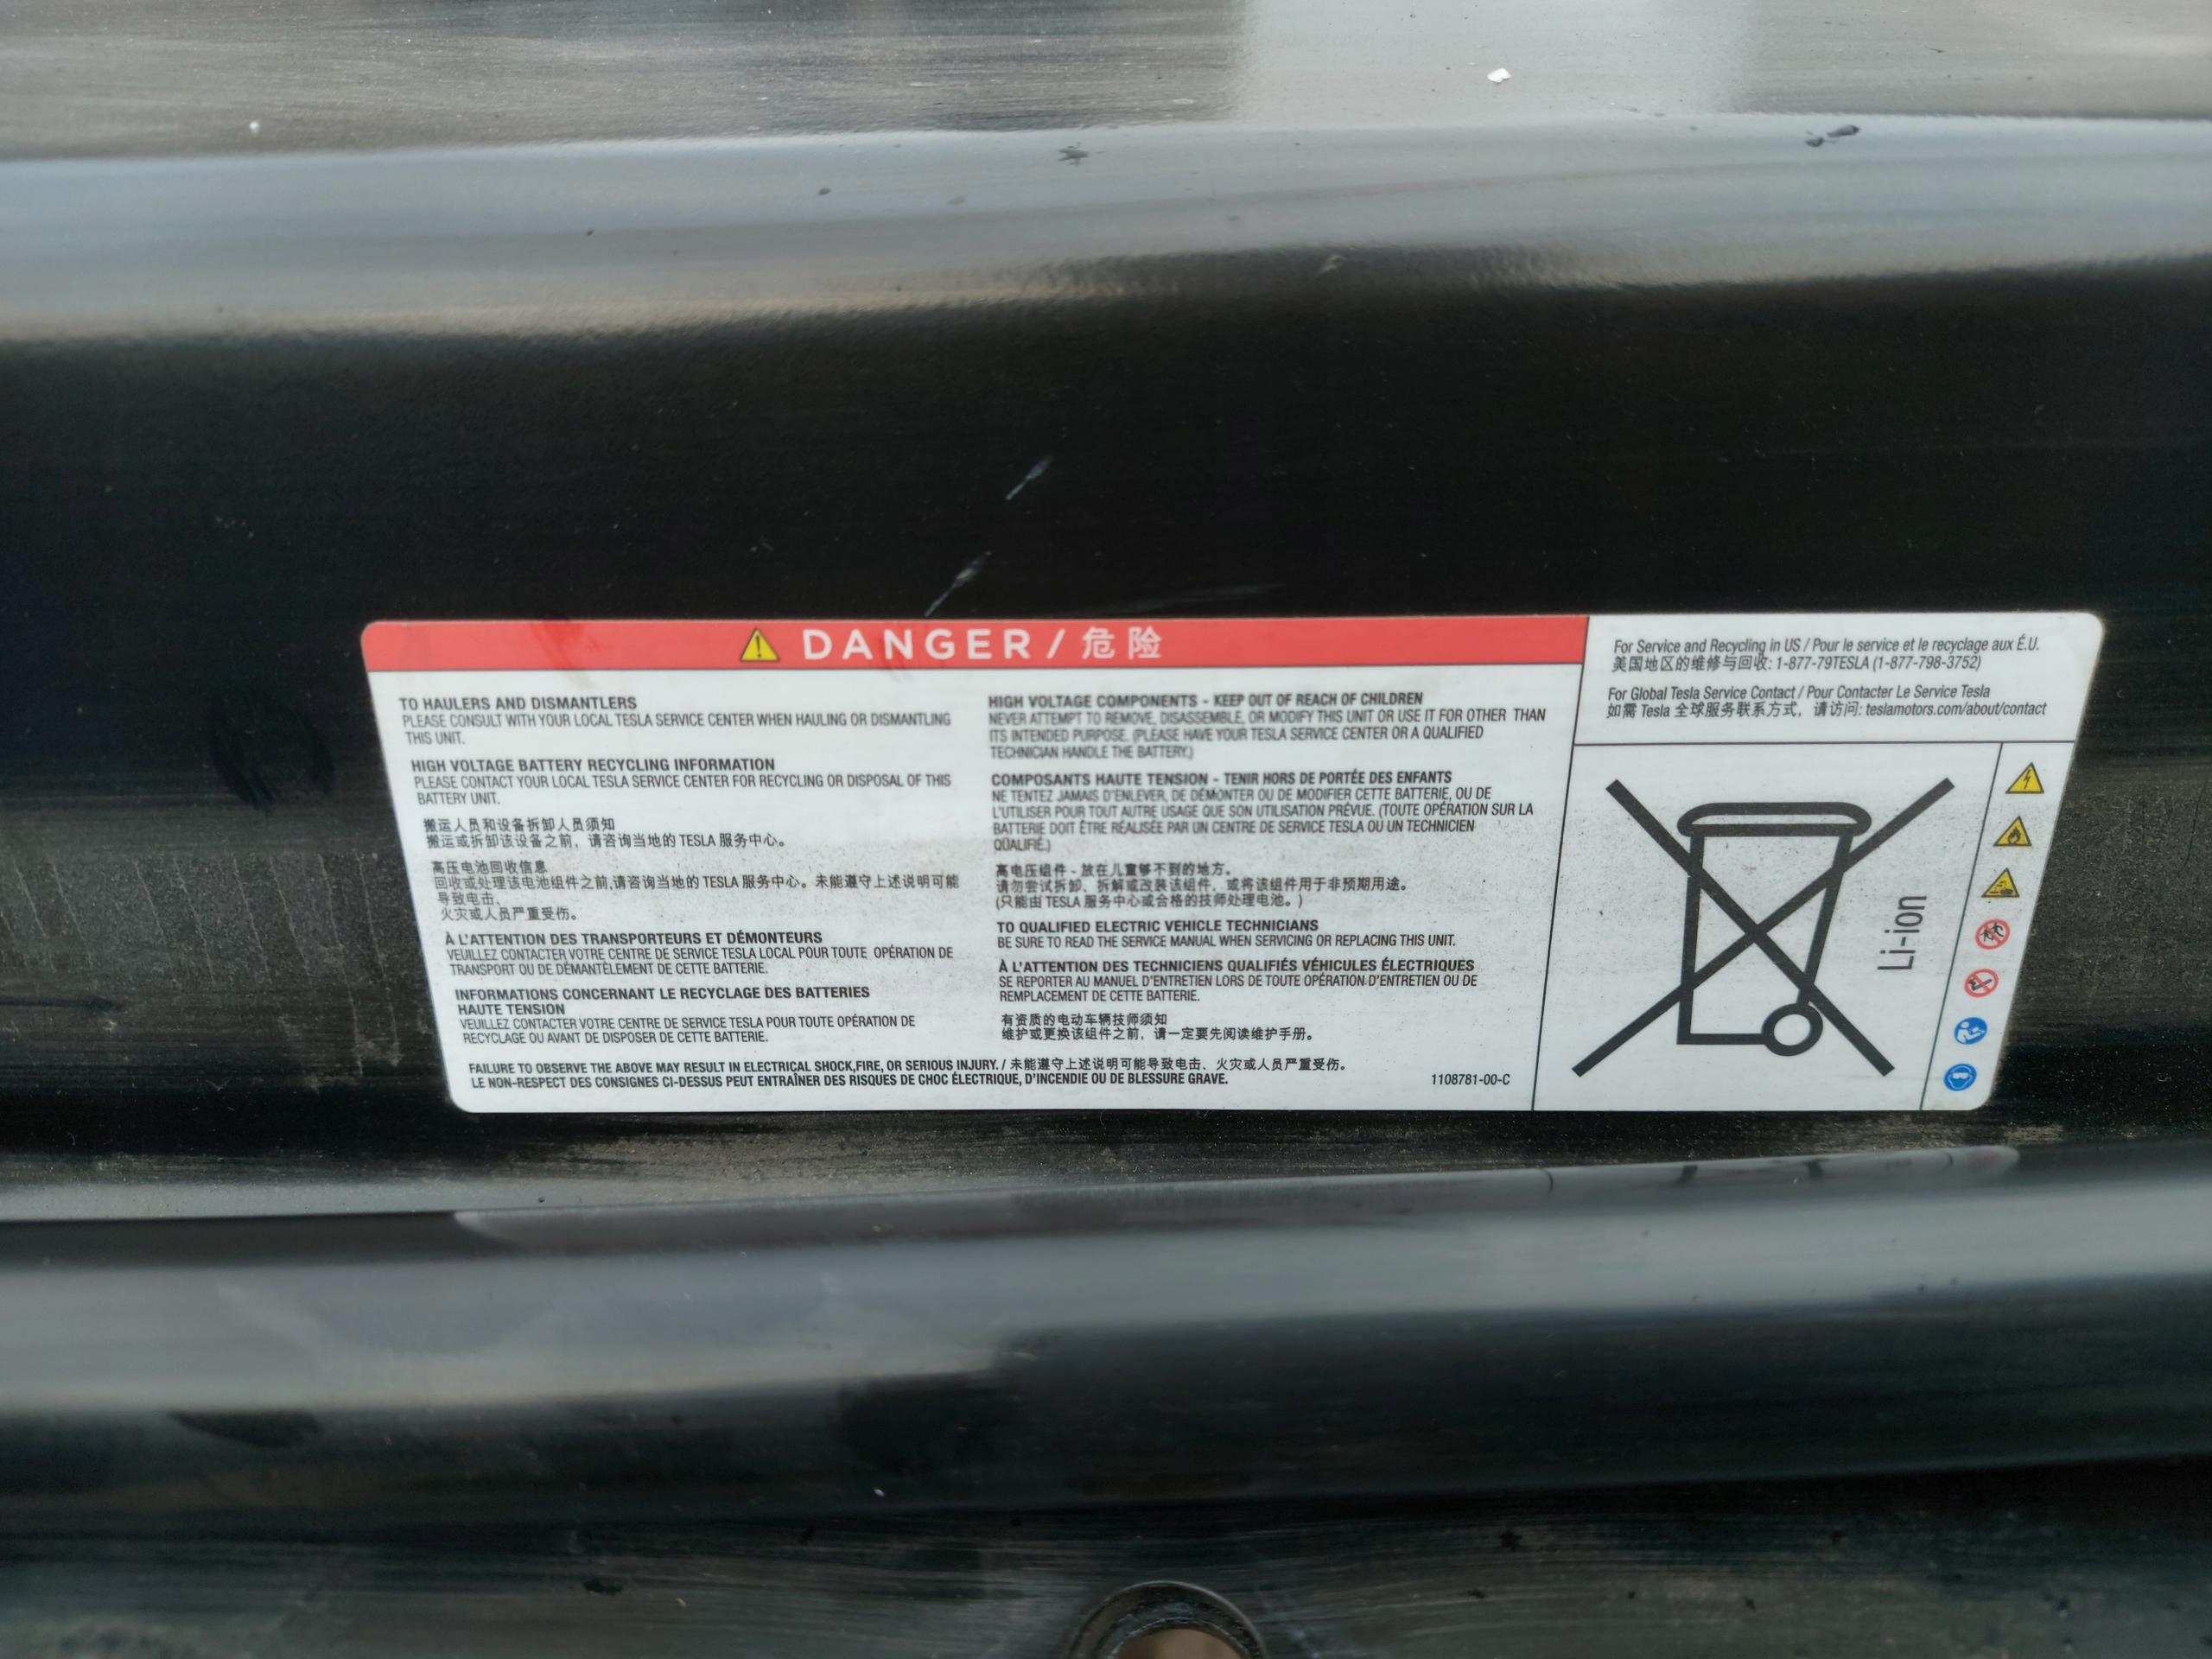 DANGER / 危险
TO HAULERS AND DISMANTLERS
PLEASE CONSULT WITH YOUR LOCAL TESLA SERVICE CENTER WHEN HAULING OR DISMANTLING
THIS UNIT.
HIGH VOLTAGE BATTERY RECYCLING INFORMATION
PLEASE CONTACT YOUR LOCAL TESLA SERVICE CENTER FOR RECYCLING OR DISPOSAL OF THIS
BATTERY UNIT.
搬运人员和设备拆卸人员须知
搬运或拆卸该设备之前，请咨询当地的 TESLA 服务中心。
高压电池回收信息
回收或处理该电池组件之前,请咨询当地的 TESLA 服务中心。未能遵守上述说明可能
导致电击、
火灾或人员严重受伤。
À L'ATTENTION DES TRANSPORTEURS ET DÉMONTEURS
VEUILLEZ CONTACTER VOTRE CENTRE DE SERVICE TESLA LOCAL POUR TOUTE OPÉRATION DE
TRANSPORT OU DE DÉMANTÈLEMENT DE CETTE BATTERIE.
INFORMATIONS CONCERNANT LE RECYCLAGE DES BATTERIES
HAUTE TENSION
VEUILLEZ CONTACTER VOTRE CENTRE DE SERVICE TESLA POUR TOUTE OPÉRATION DE
RECYCLAGE OU AVANT DE DISPOSER DE CETTE BATTERIE.
HIGH VOLTAGE COMPONENTS - KEEP OUT OF REACH OF CHILDREN
NEVER ATTEMPT TO REMOVE, DISASSEMBLE, OR MODIFY THIS UNIT OR USE IT FOR OTHER THAN
ITS INTENDED PURPOSE. (PLEASE HAVE YOUR TESLA SERVICE CENTER OR A QUALIFIED
TECHNICIAN HANDLE THE BATTERY.)
COMPOSANTS HAUTE TENSION - TENIR HORS DE PORTÉE DES ENFANTS
NE TENTEZ JAMAIS D'ENLEVER, DE DÉMONTER OU DE MODIFIER CETTE BATTERIE, OU DE
L'UTILISER POUR TOUT AUTRE USAGE QUE SON UTILISATION PRÉVUE. (TOUTE OPÉRATION SUR LA
BATTERIE DOIT ÊTRE RÉALISÉE PAR UN CENTRE DE SERVICE TESLA OU UN TECHNICIEN
QUALIFIÉ.)
高电压组件 - 放在儿童够不到的地方。
请勿尝试拆卸、拆解或改装该组件，或将该组件用于非预期用途。
(只能由 TESLA 服务中心或合格的技师处理电池。)
TO QUALIFIED ELECTRIC VEHICLE TECHNICIANS
BE SURE TO READ THE SERVICE MANUAL WHEN SERVICING OR REPLACING THIS UNIT.
À L'ATTENTION DES TECHNICIENS QUALIFIÉS VÉHICULES ÉLECTRIQUES
SE REPORTER AU MANUEL D'ENTRETIEN LORS DE TOUTE OPÉRATION D'ENTRETIEN OU DE
REMPLACEMENT DE CETTE BATTERIE.
有资质的电动车辆技师须知
维护或更换该组件之前，请一定要先阅读维护手册。
FAILURE TO OBSERVE THE ABOVE MAY RESULT IN ELECTRICAL SHOCK,FIRE, OR SERIOUS INJURY. / 未能遵守上述说明可能导致电击、火灾或人员严重受伤。
LE NON-RESPECT DES CONSIGNES CI-DESSUS PEUT ENTRAÎNER DES RISQUES DE CHOC ÉLECTRIQUE, D'INCENDIE OU DE BLESSURE GRAVE.
1108781-00-C
For Service and Recycling in US / Pour le service et le recyclage aux É.U.
美国地区的维修与回收: 1-877-79TESLA (1-877-798-3752)
For Global Tesla Service Contact / Pour Contacter Le Service Tesla
如需 Tesla 全球服务联系方式，请访问: teslamotors.com/about/contact
Li-ion